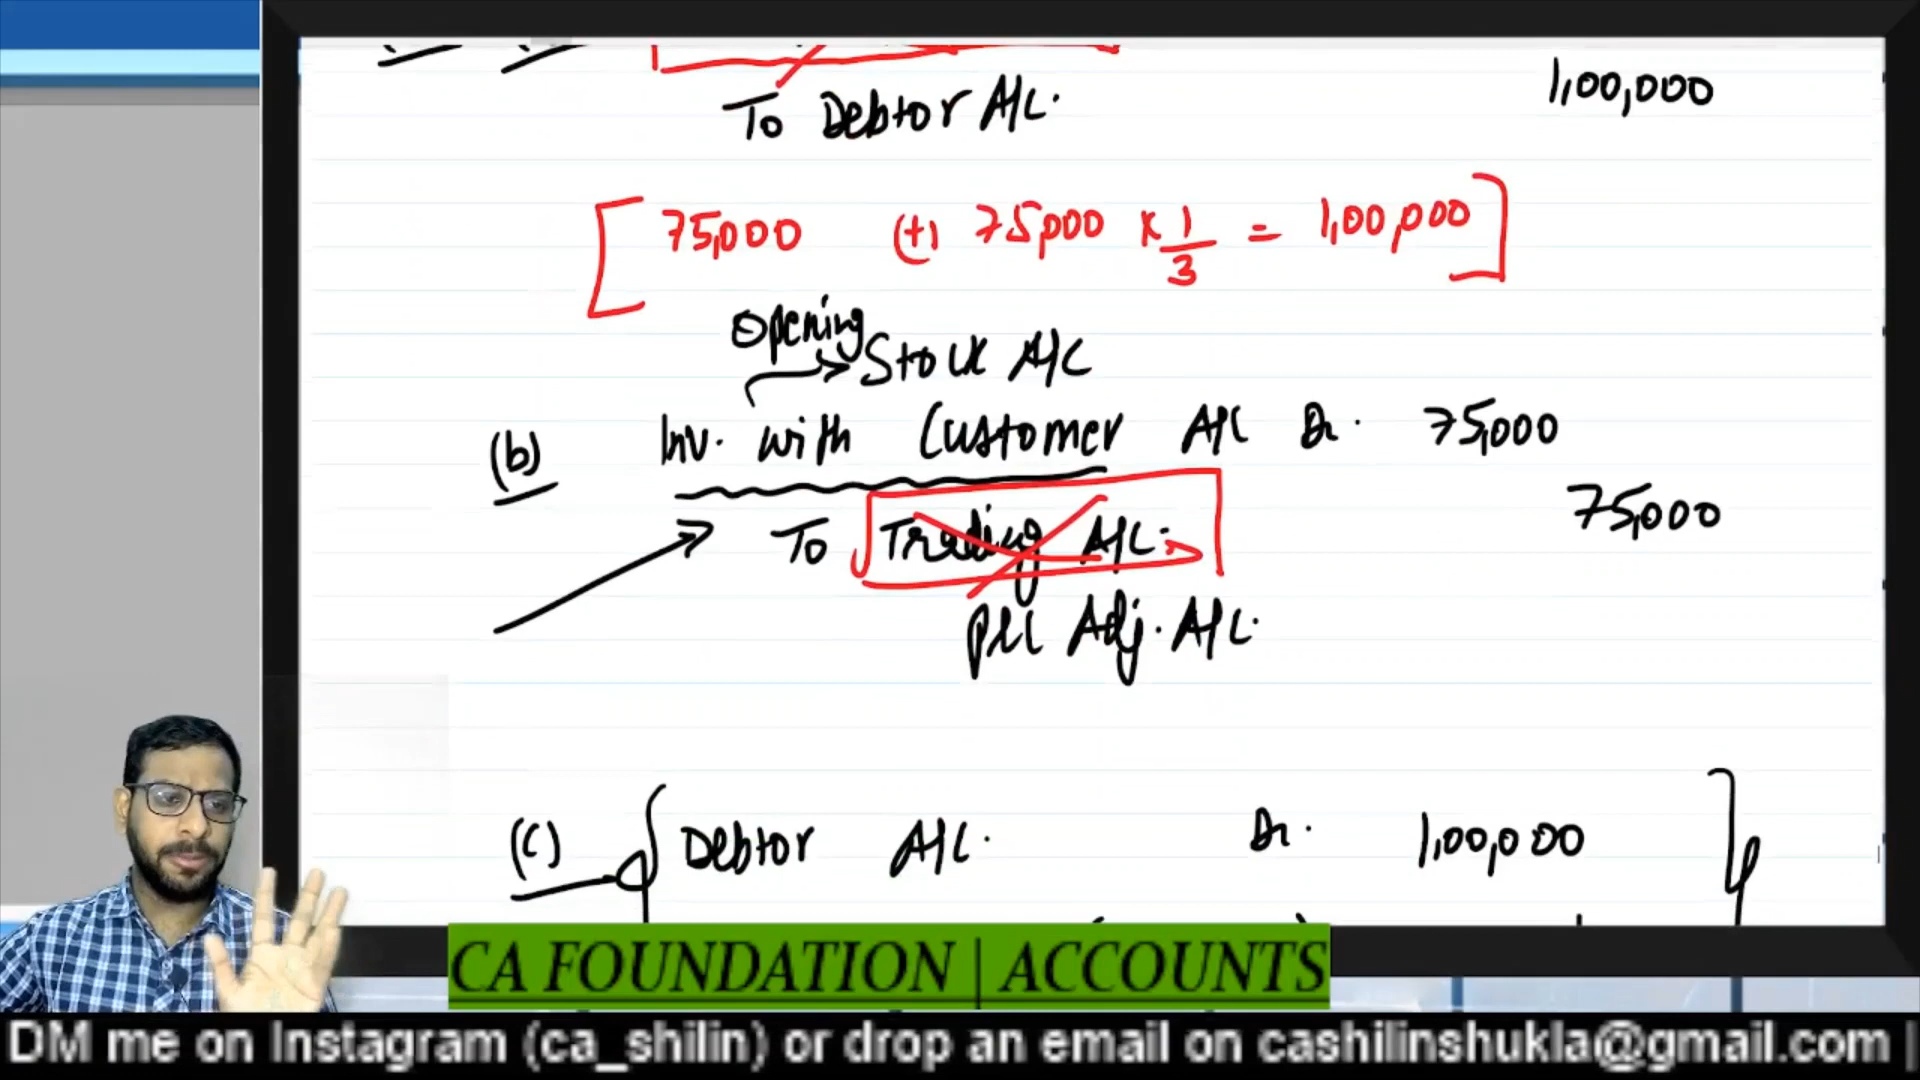 To Debtor A/c.
1,00,000
[ 75,000 (+) 75,000 x 1/3 = 1,00,000 ]
Opening
Stock A/c
(b) Inv. with Customer A/c Dr. 75,000
To Trading A/c. 75,000
P&L Adj. A/c.
(c) Debtor A/c. Dr. 1,00,000
CA FOUNDATION | ACCOUNTS
DM me on Instagram (ca_shilin) or drop an email on cashilinshukla@gmail.com |